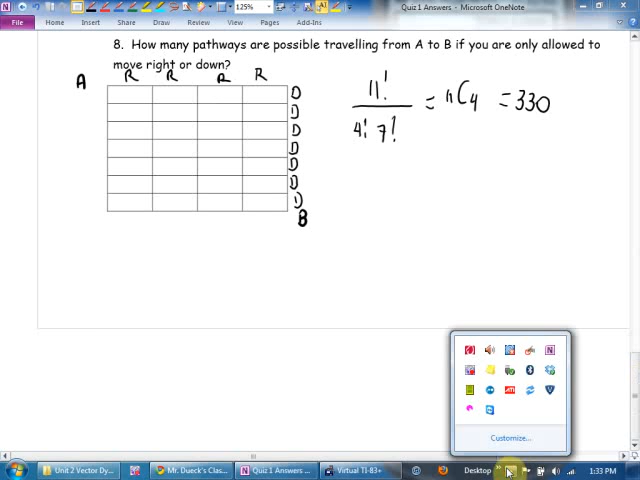 Quiz 1 Answers - Microsoft OneNote
125%
File
Home
Insert
Share
Draw
Review
View
PDF
Tools
Pages
Add-Ins
8. How many pathways are possible travelling from A to B if you are only allowed to
move right or down?
A
R R R R
D
D
D
D
D
D
D
B
11!
4! 7!
= 11C4 = 330
Customize...
Unit 2 Vector Dy...
Mr. Dueck's Clas...
Quiz 1 Answers ...
Virtual TI-83+
Desktop
1:33 PM